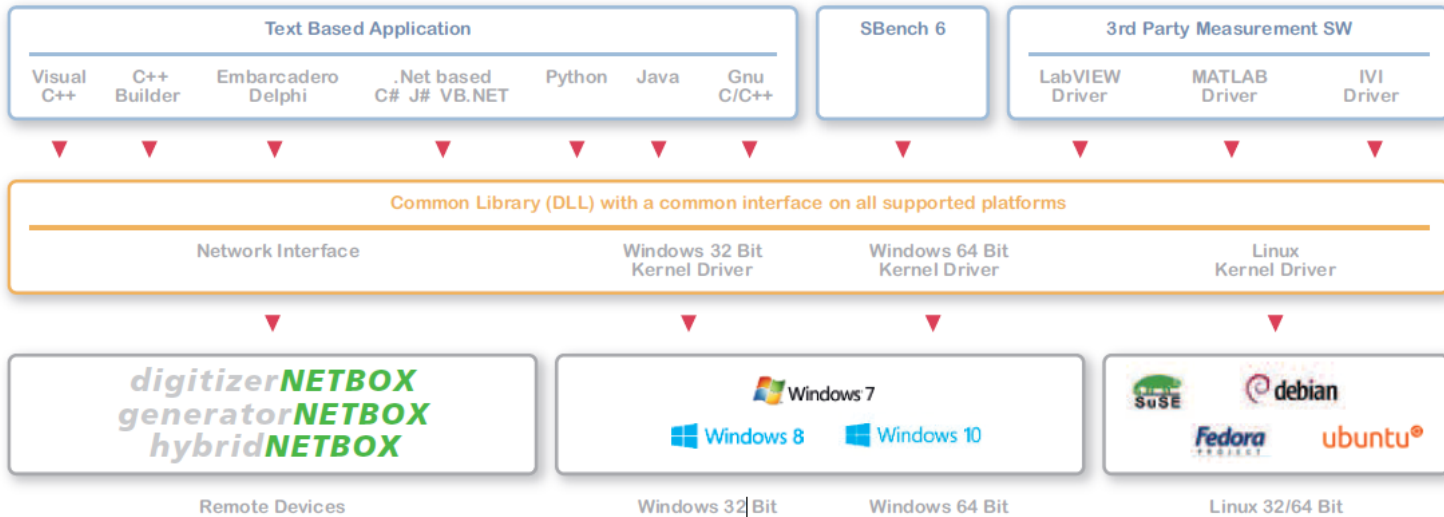 Text Based Application
Visual
C++
C++
Builder
Embarcadero
Delphi
.Net based
C# J# VB.NET
Python
Java
Gnu
C/C++
SBench 6
3rd Party Measurement SW
LabVIEW
Driver
MATLAB
Driver
IVI
Driver
Common Library (DLL) with a common interface on all supported platforms
Network Interface
Windows 32 Bit
Kernel Driver
Windows 64 Bit
Kernel Driver
Linux
Kernel Driver
digitizerNETBOX
generatorNETBOX
hybridNETBOX
Windows 7
Windows 8
Windows 10
SuSE
debian
Fedora
PROJECT
ubuntu
Remote Devices
Windows 32 Bit
Windows 64 Bit
Linux 32/64 Bit